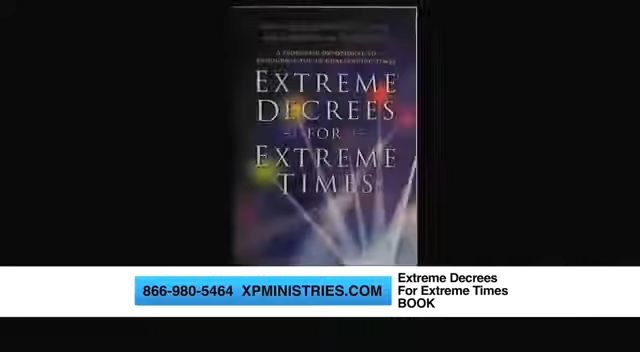 EXTREME
DECREES
FOR
EXTREME
TIMES
866-980-5464 XPMINISTRIES.COM
Extreme Decrees
For Extreme Times
BOOK